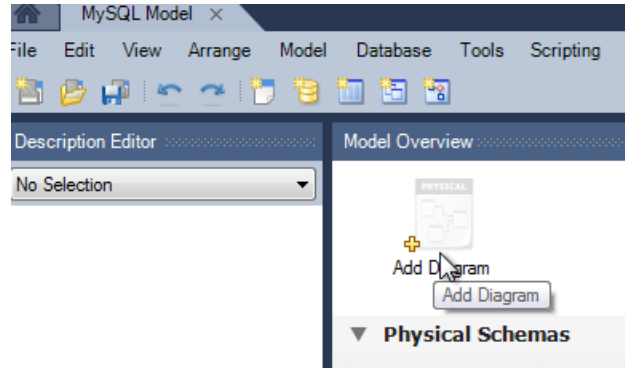 MySQL Model ×
File Edit View Arrange Model Database Tools Scripting
Description Editor
Model Overview
No Selection
PHYSICAL
Add Diagram
Add Diagram
Physical Schemas